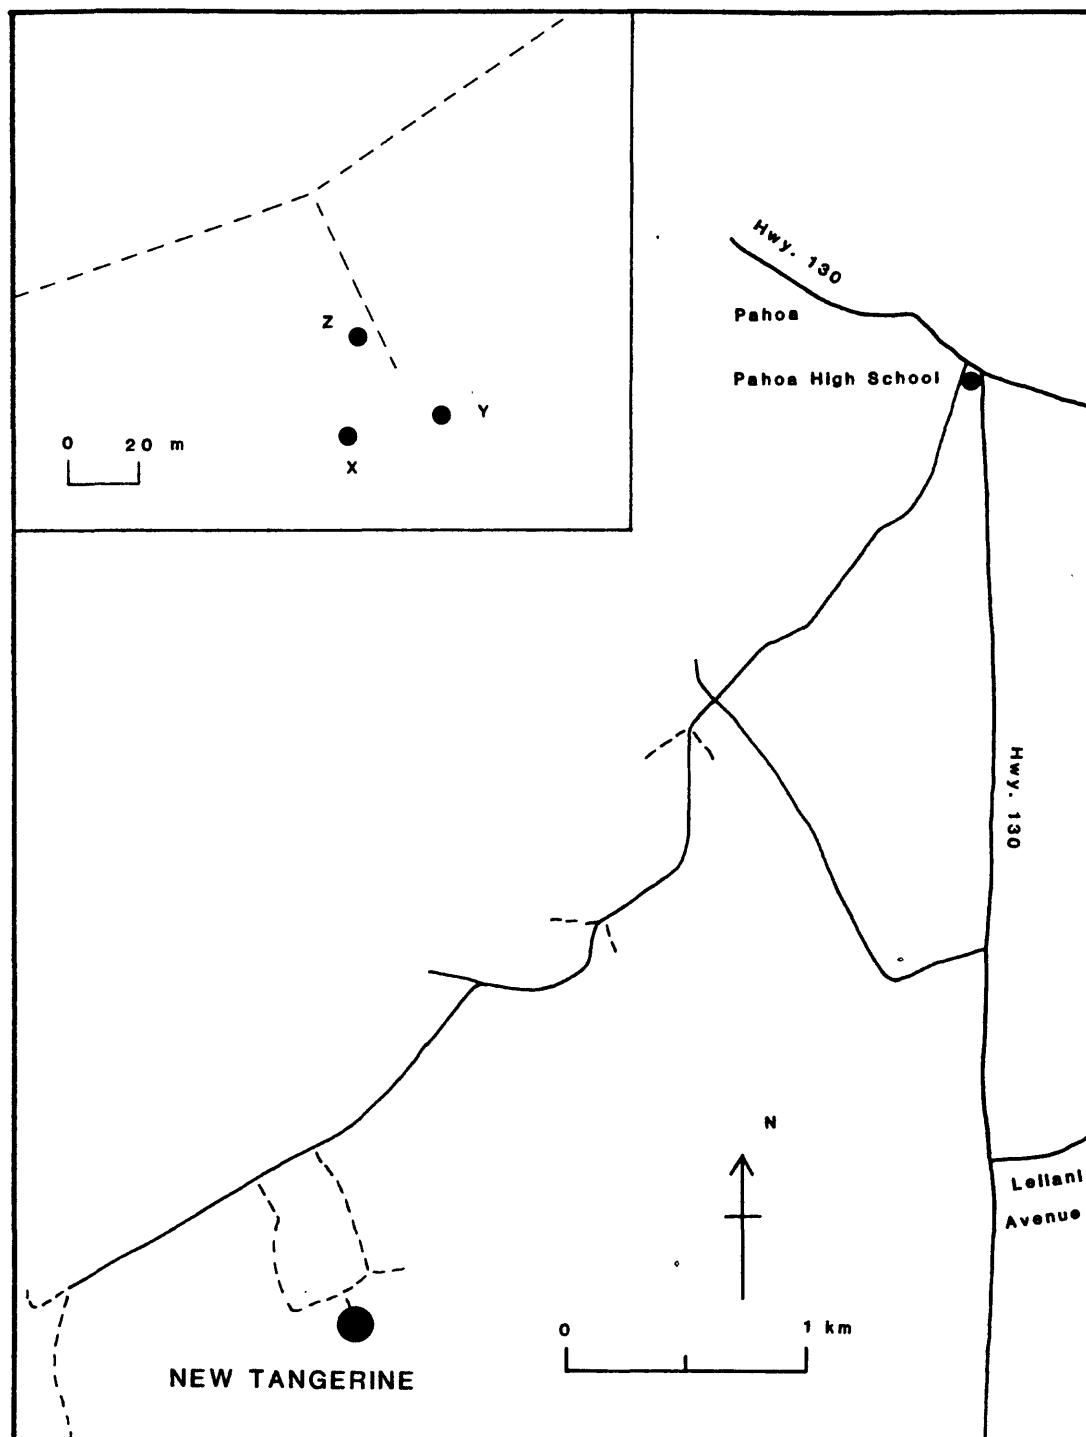 Z
Y
0 20 m
X
Hwy. 130
Pahoa
Pahoa High School
Hwy. 130
N
Leilani
Avenue
0 1 km
NEW TANGERINE